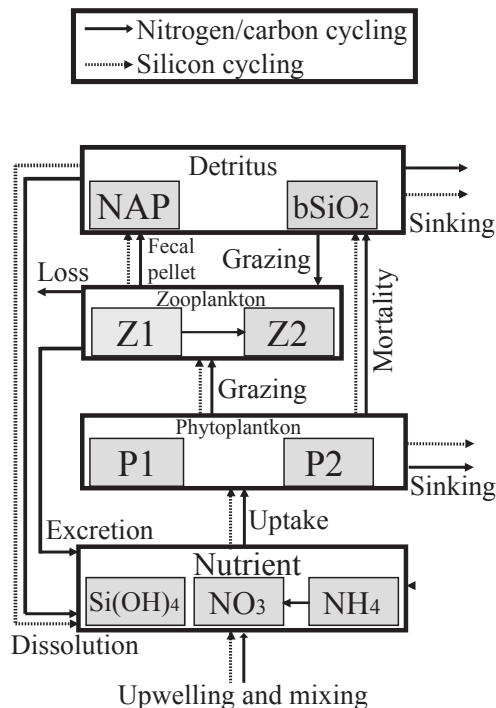 Nitrogen/carbon cycling
Silicon cycling
Detritus
NAP
bSiO2
Sinking
Fecal
pellet
Grazing
Loss
Zooplankton
Z1
Z2
Mortality
Grazing
Phytoplantkon
P1
P2
Sinking
Uptake
Excretion
Nutrient
Si(OH)4
NO3
NH4
Dissolution
Upwelling and mixing